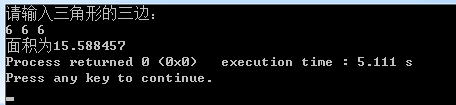 请输入三角形的三边：
6 6 6
面积为15.588457
Process returned 0 (0x0)   execution time : 5.111 s
Press any key to continue.